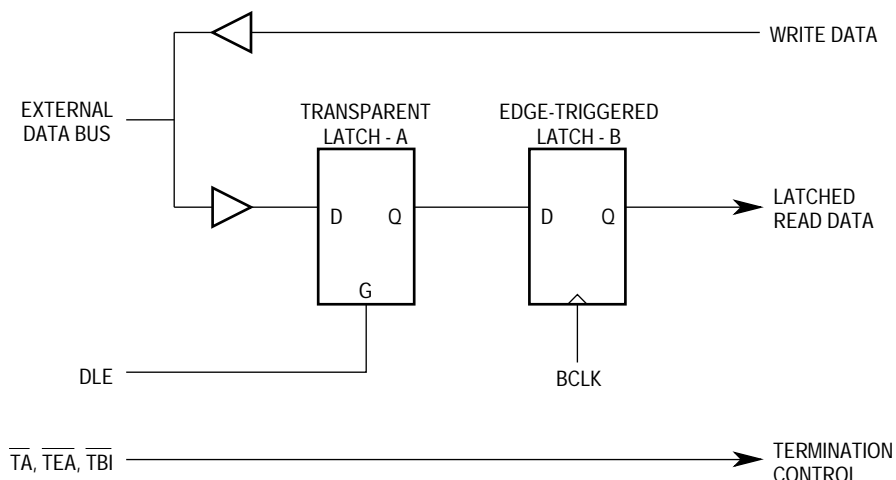 WRITE DATA
EXTERNAL
DATA BUS
TRANSPARENT
LATCH - A
EDGE-TRIGGERED
LATCH - B
D
Q
G
D
Q
LATCHED
READ DATA
DLE
BCLK
TA, TEA, TBI
TERMINATION
CONTROL